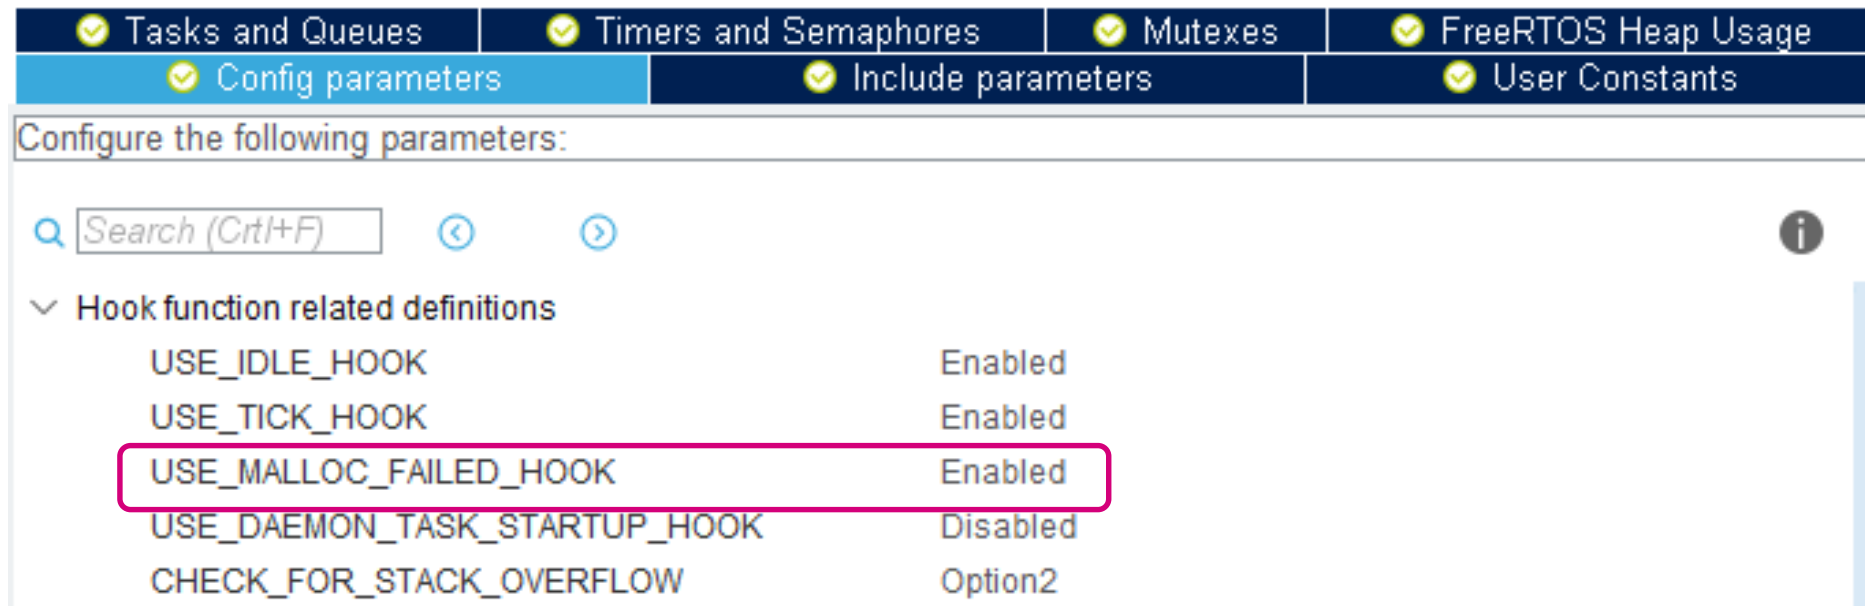 Tasks and Queues Timers and Semaphores Mutexes FreeRTOS Heap Usage
Config parameters Include parameters User Constants
Configure the following parameters:
Search (Crtl+F)
Hook function related definitions
USE_IDLE_HOOK Enabled
USE_TICK_HOOK Enabled
USE_MALLOC_FAILED_HOOK Enabled
USE_DAEMON_TASK_STARTUP_HOOK Disabled
CHECK_FOR_STACK_OVERFLOW Option2